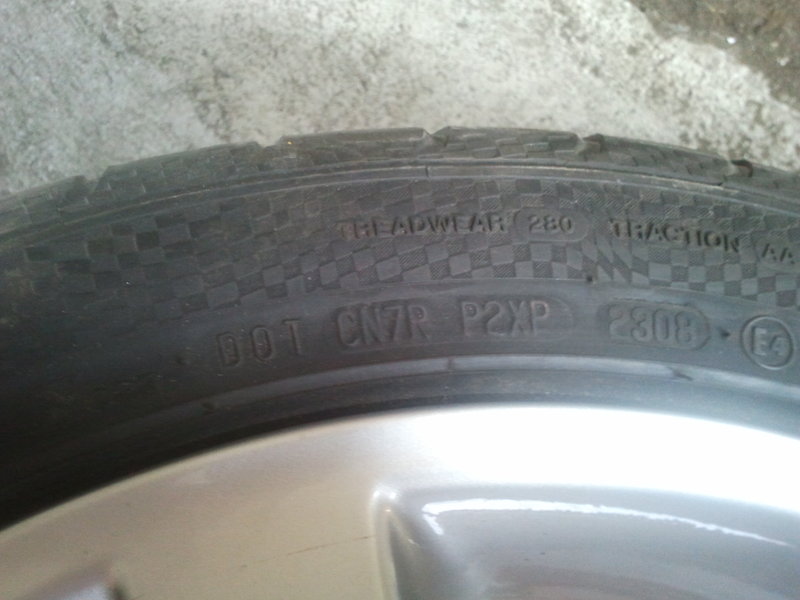 TREADWEAR 280 TRACTION AA
DOT CN7R P2XP 2308 E4